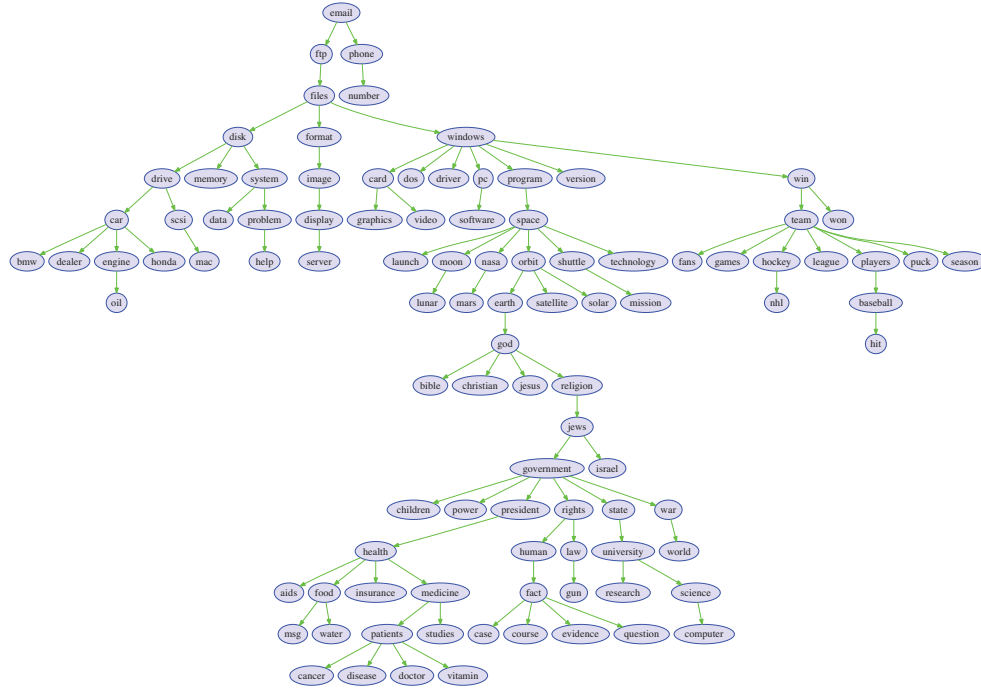 email
ftp phone
files number
disk format windows
drive memory system image card dos driver pc program version win
car scsi data problem display graphics video software space team won
bmw dealer engine honda mac help server launch moon nasa orbit shuttle technology fans games hockey league players puck season
oil lunar mars earth satellite solar mission nhl baseball
god hit
bible christian jesus religion
jews
government israel
children power president rights state war
health human law university world
aids food insurance medicine fact gun research science
msg water patients studies case course evidence question computer
cancer disease doctor vitamin